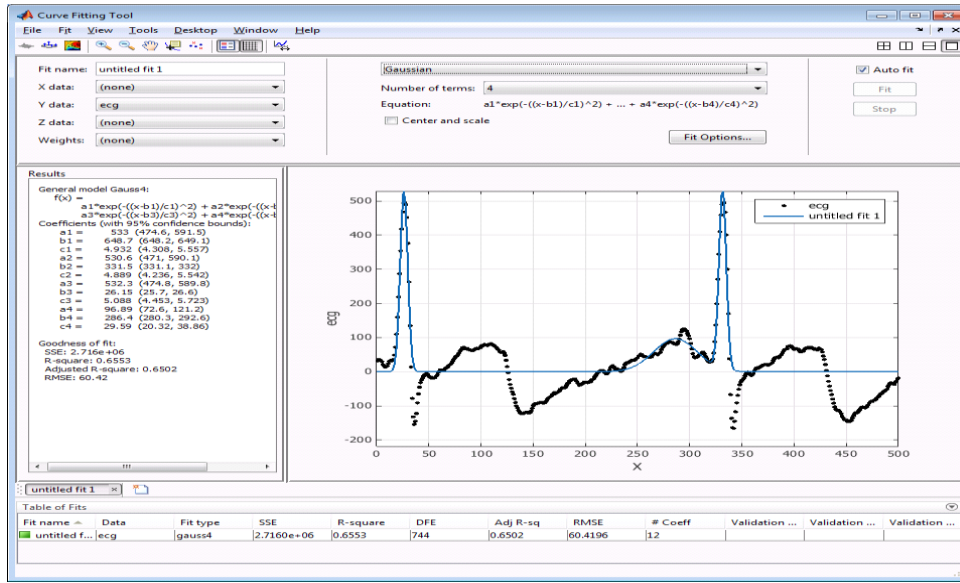 Curve Fitting Tool
File Fit View Tools Desktop Window Help
Fit name: untitled fit 1
X data: (none)
Y data: ecg
Z data: (none)
Weights: (none)
Gaussian
Number of terms: 4
Equation: a1*exp(-((x-b1)/c1)^2) + ... + a4*exp(-((x-b4)/c4)^2)
Center and scale
Fit Options...
Auto fit
Fit
Stop
Results
General model Gauss4:
f(x) =
a1*exp(-((x-b1)/c1)^2) + a2*exp(-((x-b
a3*exp(-((x-b3)/c3)^2) + a4*exp(-((x-b
Coefficients (with 95% confidence bounds):
a1 = 533 (474.6, 591.5)
b1 = 648.7 (648.2, 649.1)
c1 = 4.932 (4.308, 5.557)
a2 = 530.6 (471, 590.1)
b2 = 331.5 (331.1, 332)
c2 = 4.889 (4.236, 5.542)
a3 = 532.3 (474.8, 589.8)
b3 = 26.15 (25.7, 26.6)
c3 = 5.088 (4.453, 5.723)
a4 = 96.89 (72.6, 121.2)
b4 = 286.4 (280.3, 292.6)
c4 = 29.59 (20.32, 38.86)
Goodness of fit:
SSE: 2.716e+06
R-square: 0.6553
Adjusted R-square: 0.6502
RMSE: 60.42
500
400
300
200
100
0
-100
-200
ecg
0 50 100 150 200 250 300 350 400 450 500
X
ecg
untitled fit 1
untitled fit 1
Table of Fits
Fit name Data Fit type SSE R-square DFE Adj R-sq RMSE # Coeff Validation ... Validation ... Validation ...
untitled f... ecg gauss4 2.7160e+06 0.6553 744 0.6502 60.4196 12